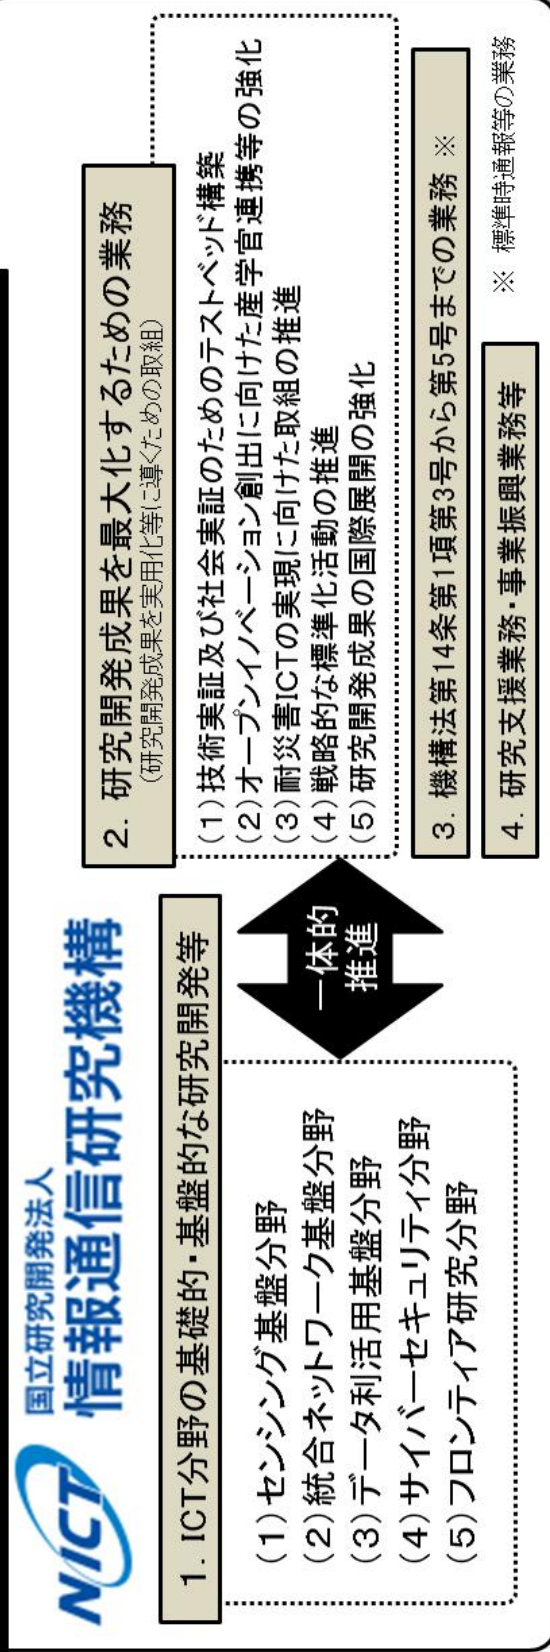 NICT
国立研究開発法人
情報通信研究機構
1. ICT分野の基礎的・基盤的な研究開発等
(1)センシング基盤分野
(2)統合ネットワーク基盤分野
(3)データ利活用基盤分野
(4)サイバーセキュリティ分野
(5)フロンティア研究分野
一体的
推進
2. 研究開発成果を最大化するための業務
(研究開発成果を実用化等に導くための取組)
(1)技術実証及び社会実証のためのテストベッド構築
(2)オープンイノベーション創出に向けた産学官連携等の強化
(3)耐災害ICTの実現に向けた取組の推進
(4)戦略的な標準化活動の推進
(5)研究開発成果の国際展開の強化
3. 機構法第14条第1項第3号から第5号までの業務 ※
4. 研究支援業務・事業振興業務等
※ 標準時通報等の業務